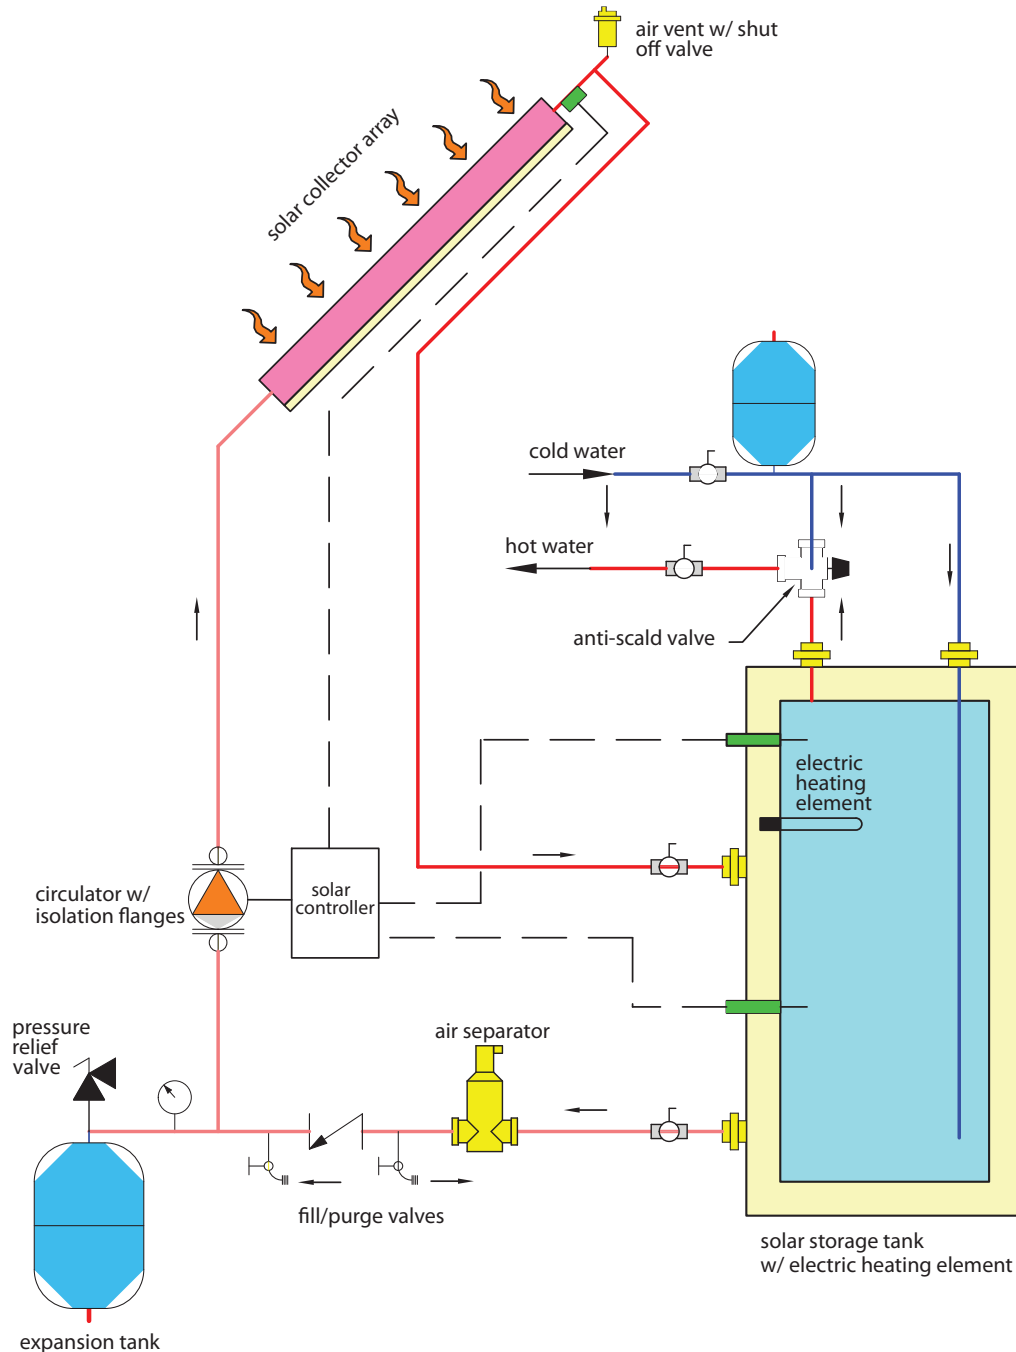 air vent w/ shut
off valve
solar collector array
cold water
hot water
anti-scald valve
electric
heating
element
circulator w/
isolation flanges
solar
controller
pressure
relief
valve
air separator
fill/purge valves
solar storage tank
w/ electric heating element
expansion tank